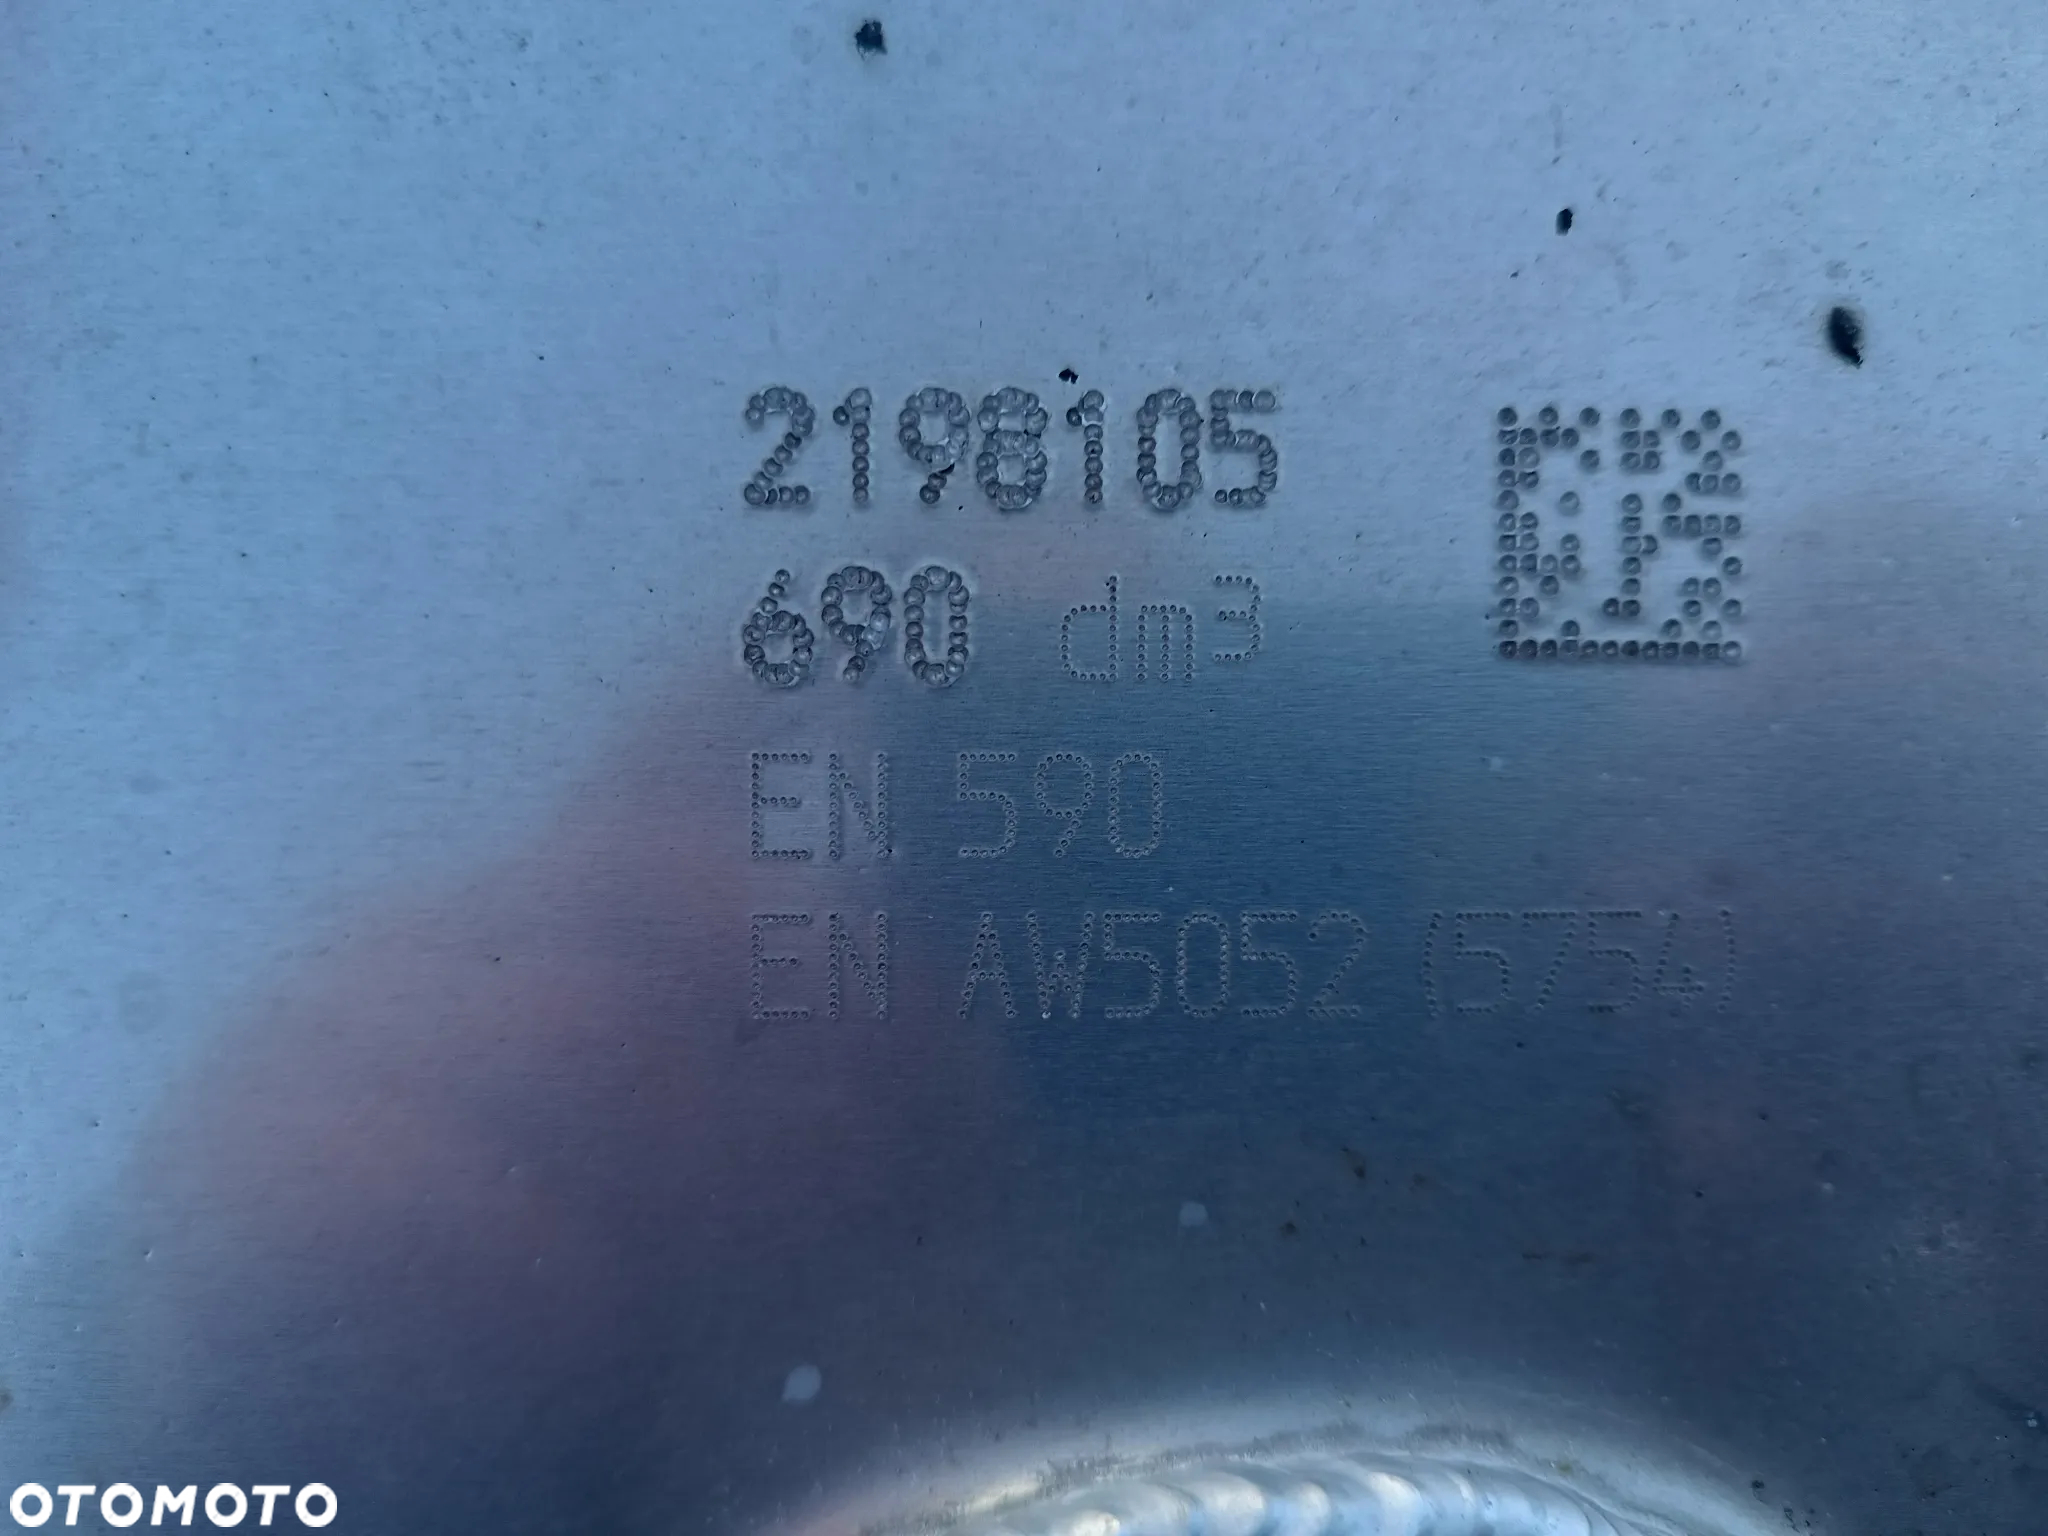 2198105
690 dm3
EN 590
EN AW5052 (5754)
OTOMOTO